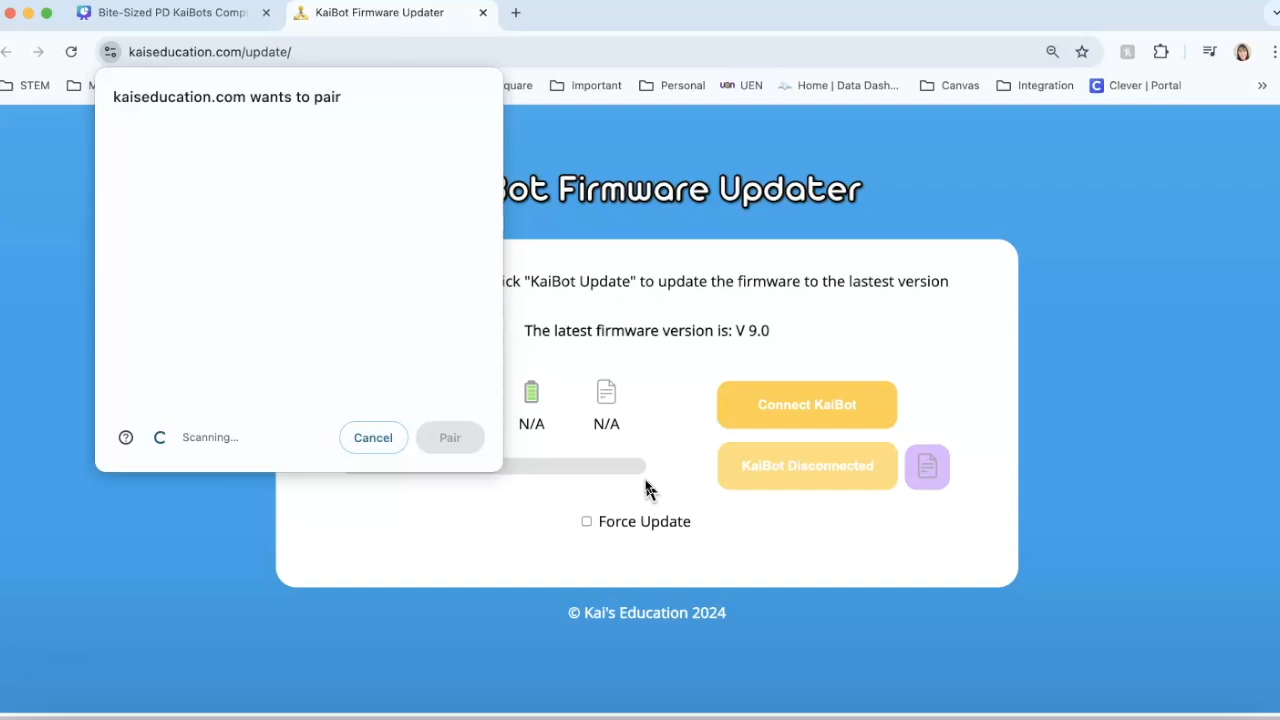 Bite-Sized PD KaiBots Comp
KaiBot Firmware Updater
kaiseducation.com/update/
STEM
M
quare
Important
Personal
uen UEN
Home | Data Dash...
Canvas
Integration
Clever | Portal
kaiseducation.com wants to pair
Scanning...
Cancel
Pair
Bot Firmware Updater
ick "KaiBot Update" to update the firmware to the lastest version
The latest firmware version is: V 9.0
N/A
N/A
Connect KaiBot
KaiBot Disconnected
Force Update
© Kai's Education 2024